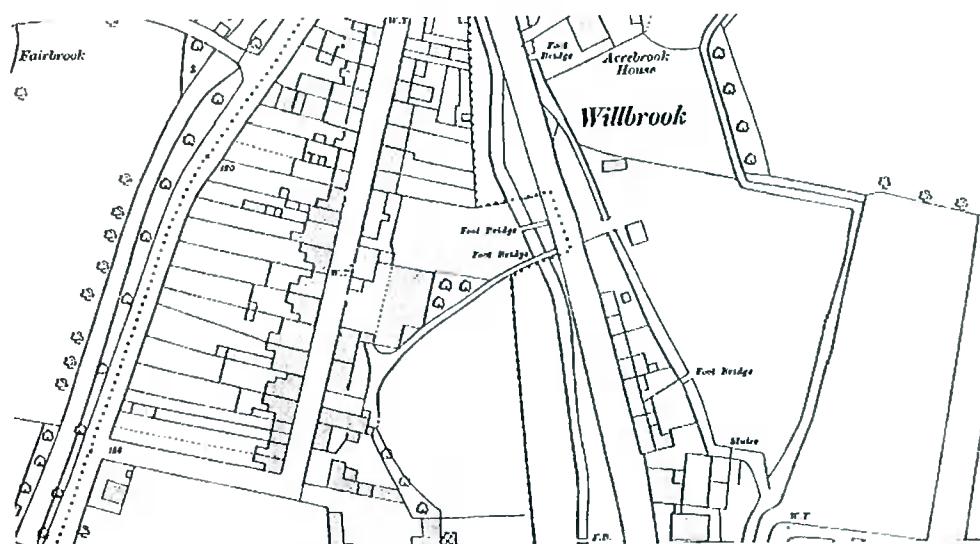 W.T.
Foot
Bridge
Fairbrook
Acrebrook
House
Willbrook
Foot Bridge
Foot Bridge
Foot Bridge
Sluice
W.T.
F.B.